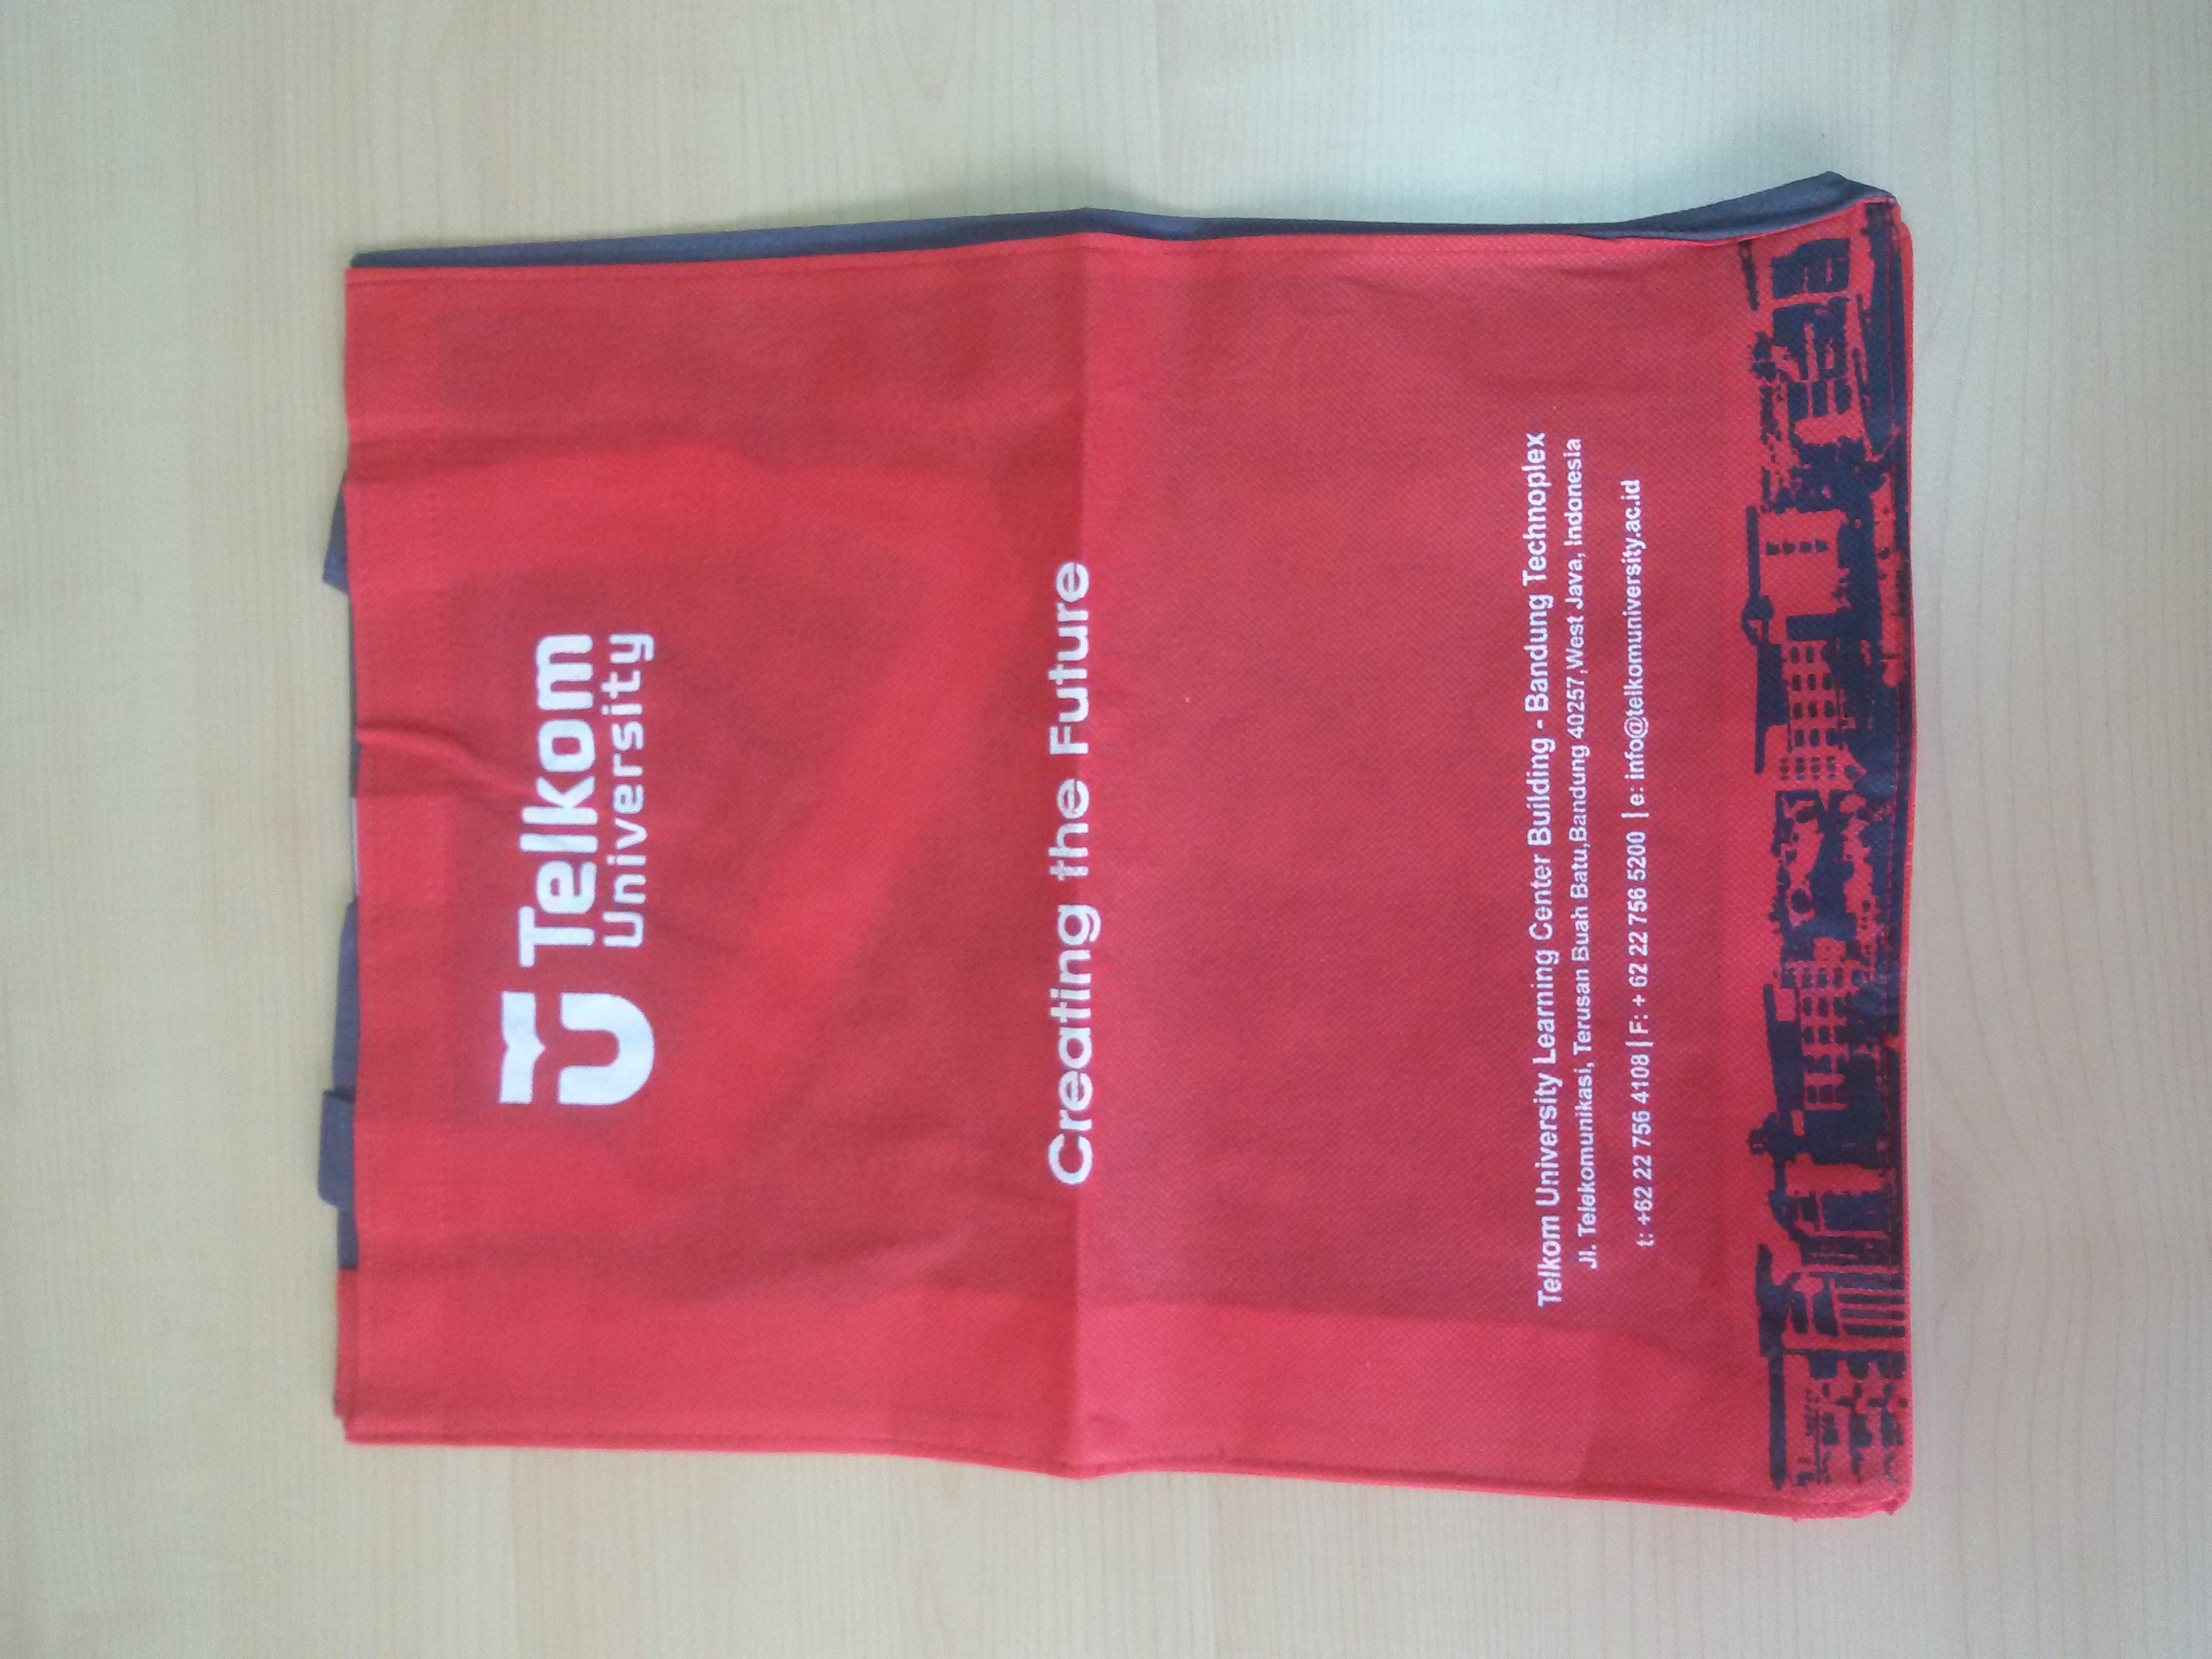 Telkom
University
Creating the Future
Telkom University Learning Center Building - Bandung Technoplex
Jl. Telekomunikasi, Terusan Buah Batu,Bandung 40257,West Java, Indonesia
t: +62 22 756 4108 | F: + 62 22 756 5200 | e: info@telkomuniversity.ac.id